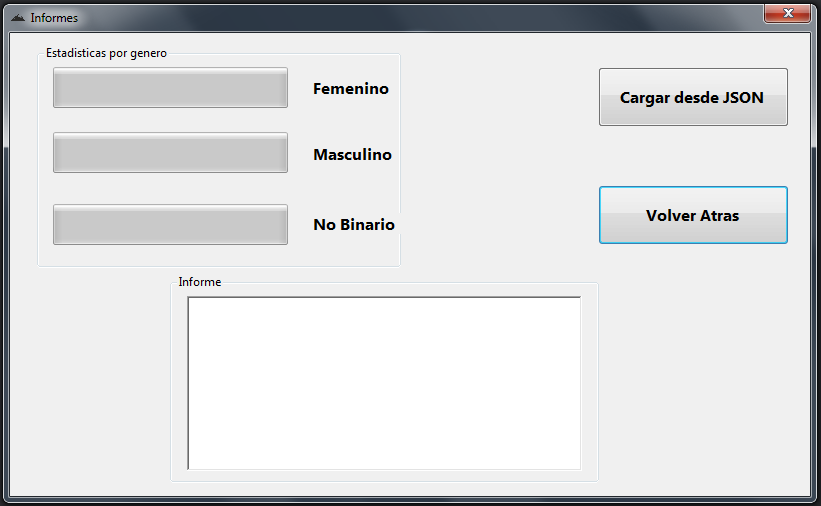 Informes
Estadisticas por genero
Femenino
Masculino
No Binario
Cargar desde JSON
Volver Atras
Informe